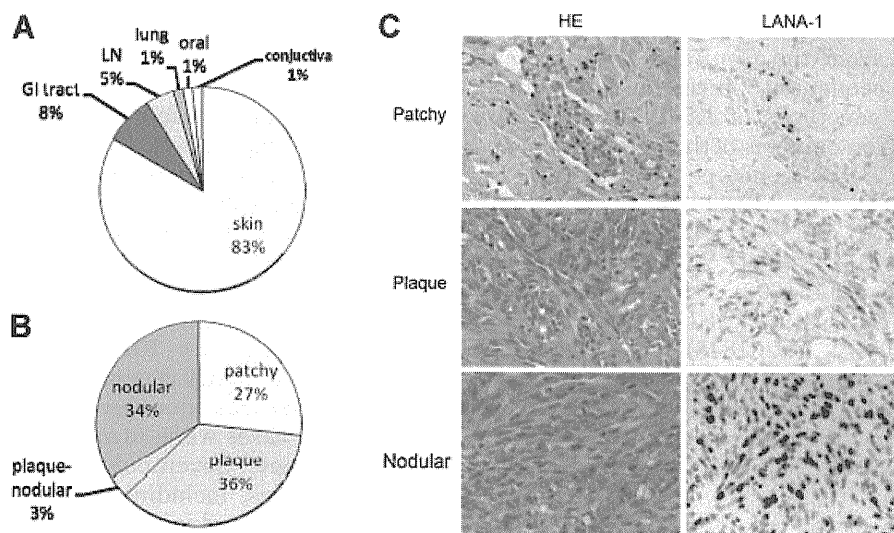 A
lung
oral
LN
1%
1%
conjuctiva
5%
1%
GI tract
8%
skin
83%
B
nodular
34%
patchy
27%
plaque-
nodular
3%
plaque
36%
C
HE
LANA-1
Patchy
Plaque
Nodular